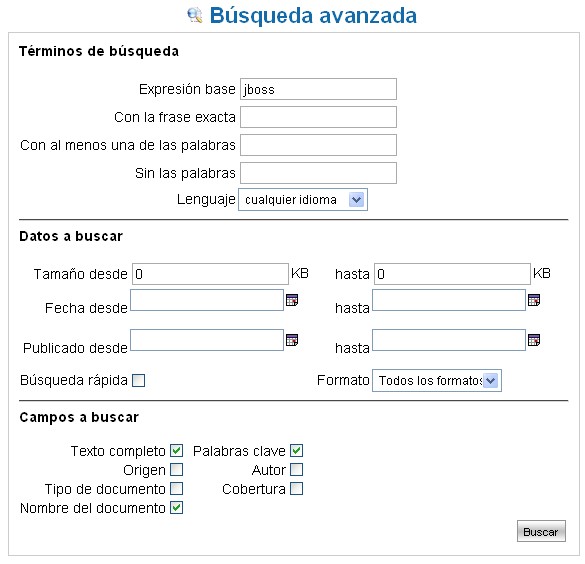 Búsqueda avanzada
Términos de búsqueda
Expresión base jboss
Con la frase exacta
Con al menos una de las palabras
Sin las palabras
Lenguaje cualquier idioma
Datos a buscar
Tamaño desde 0 KB hasta 0 KB
Fecha desde hasta
Publicado desde hasta
Búsqueda rápida Formato Todos los formatos
Campos a buscar
Texto completo Palabras clave
Origen Autor
Tipo de documento Cobertura
Nombre del documento
Buscar